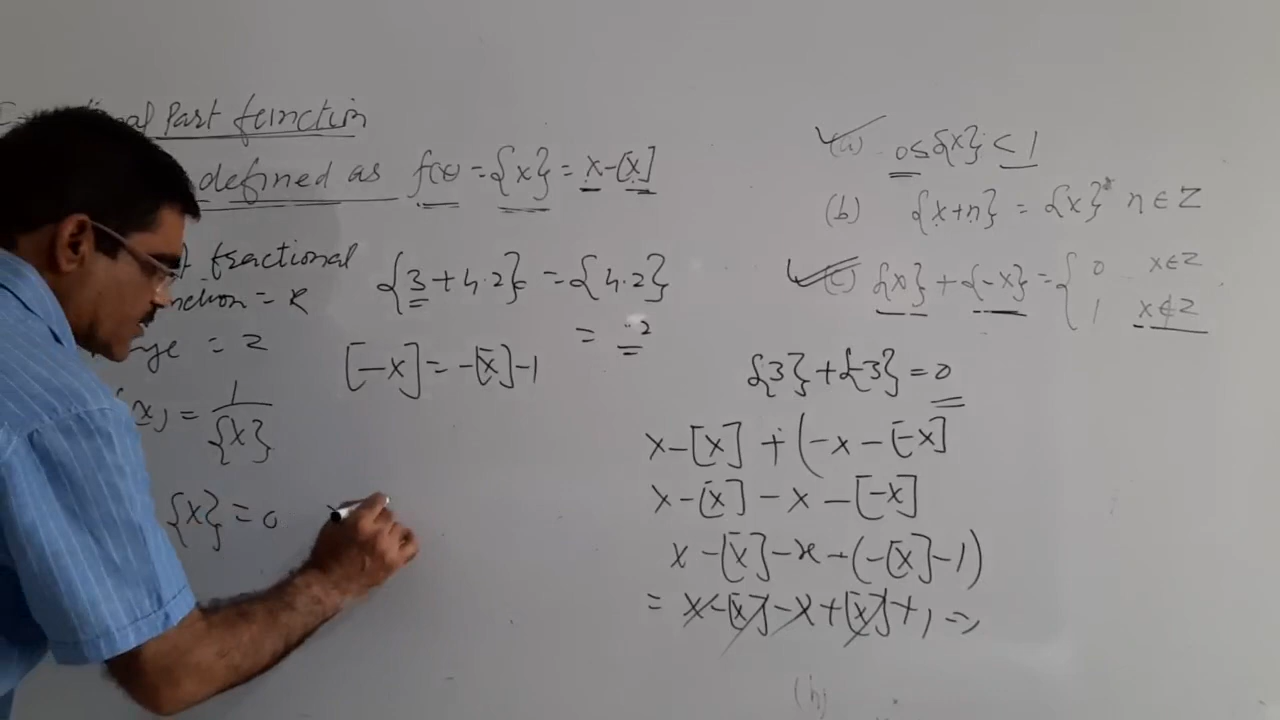 Part function
defined as f(x) = {x} = x-[x]
fractional
= R
= Z
{3+4.2} = {4.2}
= .2
[-x] = -[x]-1
= 1/{x}
{x} = 0
(a) 0≤{x}<1
(b) {x+n} = {x} n∈Z
(c) {x}+{-x} = { 0 x∈Z
1 x∉Z
{3}+{-3} = 0
x-[x] + (-x-[-x]
x-[x] -x -[-x]
x-[x]-x-(-[x]-1)
= x-[x]-x+[x]+1 =)
(h)